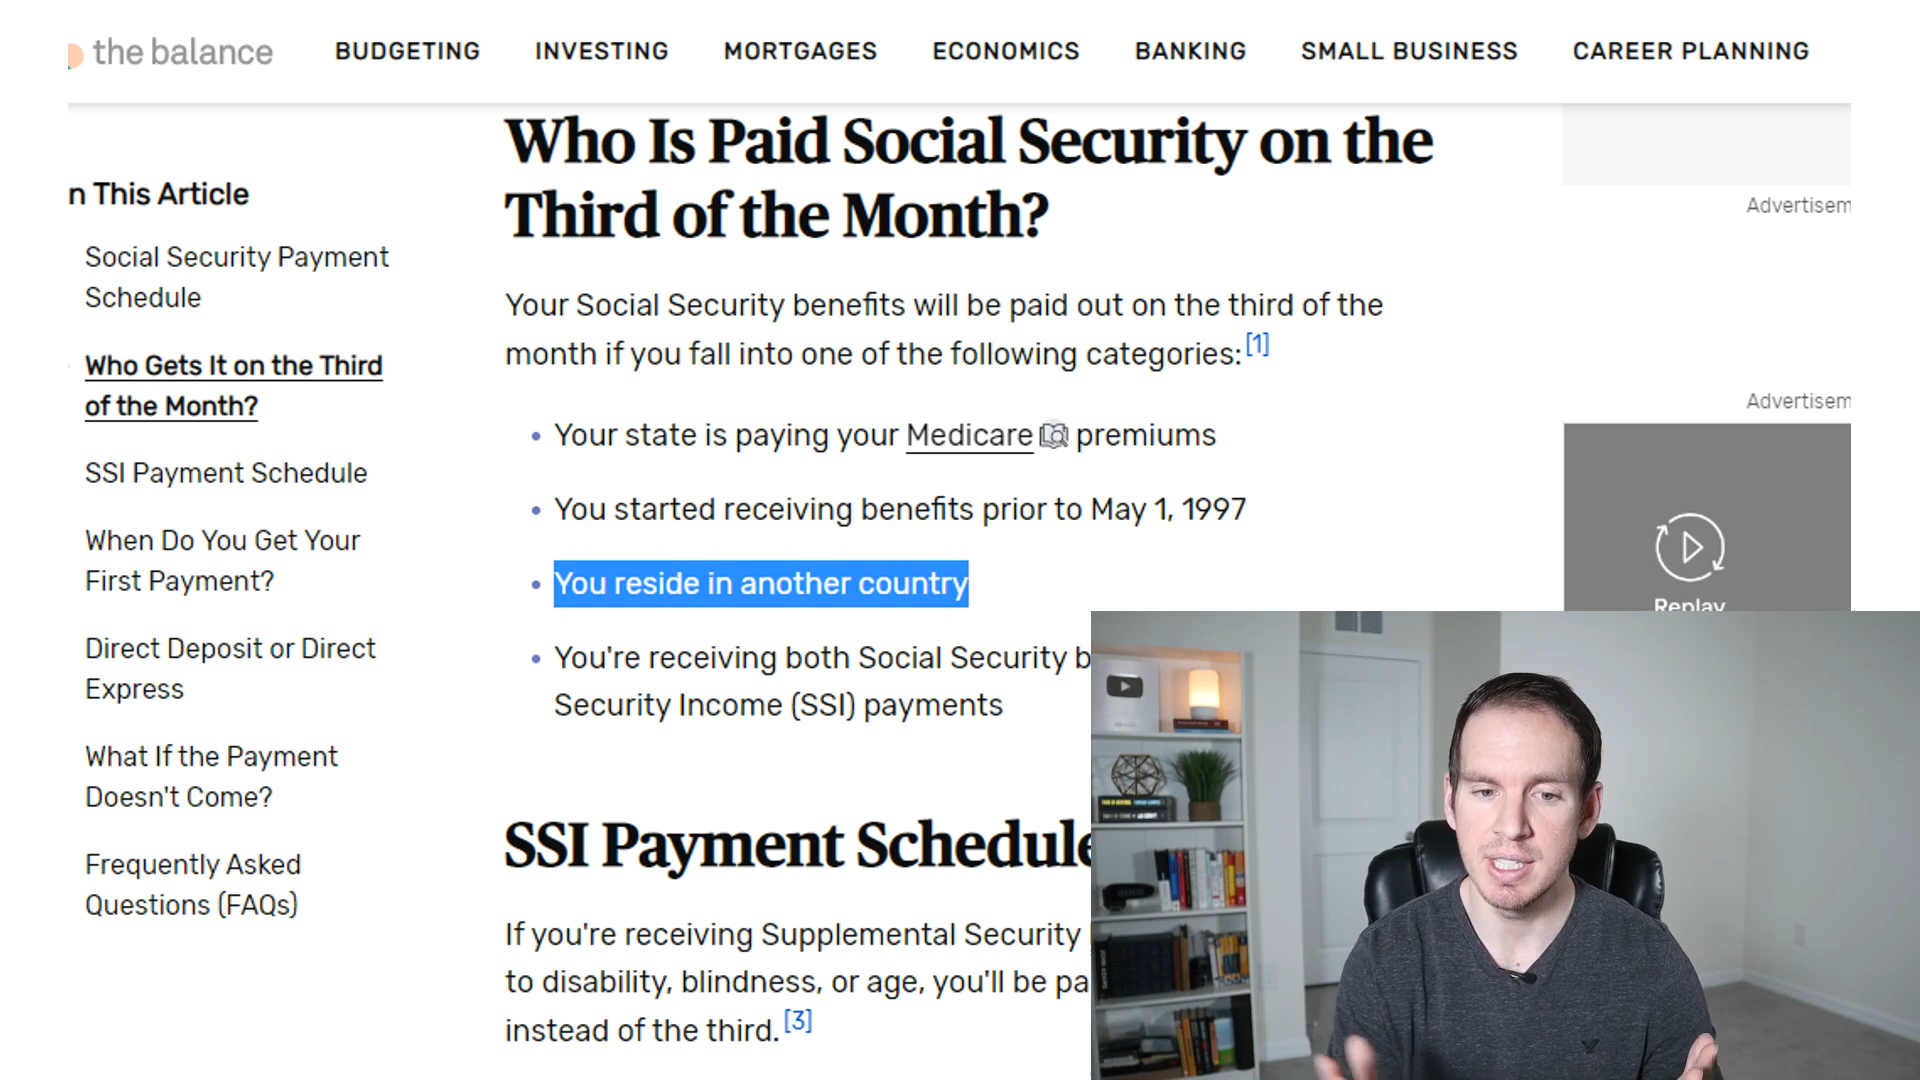 the balance
BUDGETING
INVESTING
MORTGAGES
ECONOMICS
BANKING
SMALL BUSINESS
CAREER PLANNING
n This Article
Social Security Payment
Schedule
Who Gets It on the Third
of the Month?
SSI Payment Schedule
When Do You Get Your
First Payment?
Direct Deposit or Direct
Express
What If the Payment
Doesn't Come?
Frequently Asked
Questions (FAQs)
Who Is Paid Social Security on the
Third of the Month?
Your Social Security benefits will be paid out on the third of the
month if you fall into one of the following categories:[1]
• Your state is paying your Medicare premiums
• You started receiving benefits prior to May 1, 1997
• You reside in another country
• You're receiving both Social Security b
Security Income (SSI) payments
SSI Payment Schedule
If you're receiving Supplemental Security
to disability, blindness, or age, you'll be pa
instead of the third.[3]
Advertisem
Advertisem
Replay